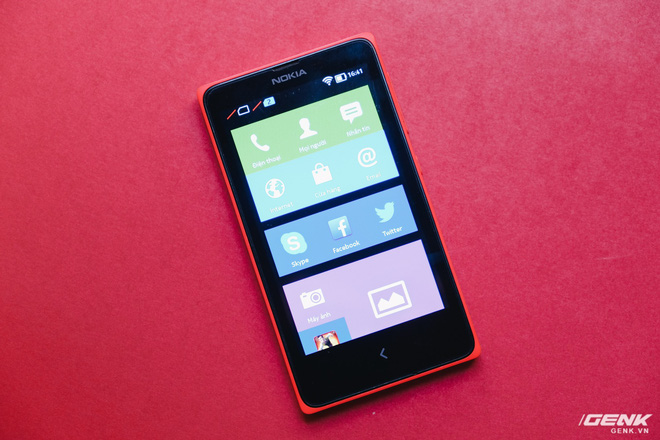 NOKIA
16:41
2
Điện thoại
Mọi người
Nhắn tin
Internet
Cửa hàng
Email
Skype
Facebook
Twitter
Máy ảnh
GENK
GENK.VN